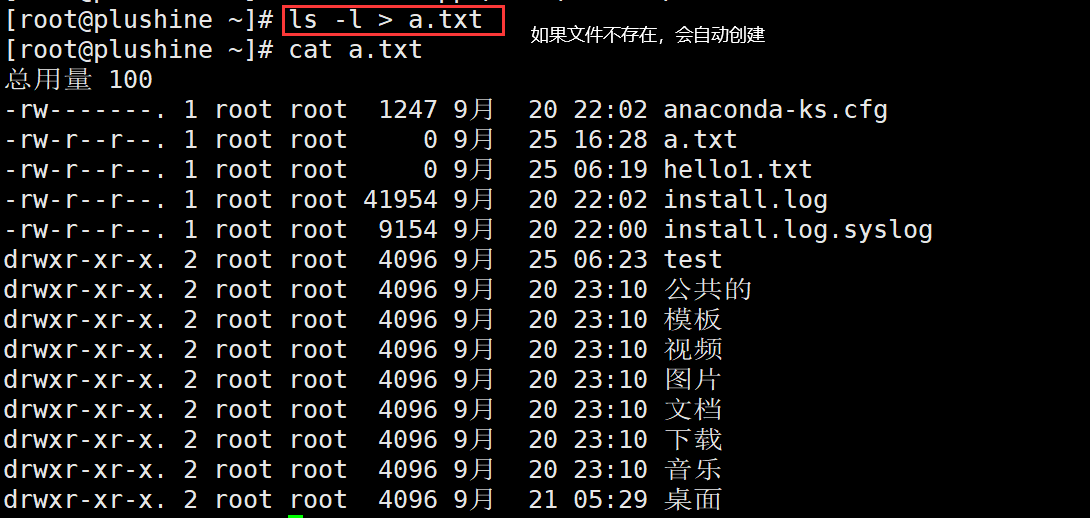 [root@plushine ~]# ls -l > a.txt
如果文件不存在，会自动创建
[root@plushine ~]# cat a.txt
总用量 100
-rw-------. 1 root root  1247 9月  20 22:02 anaconda-ks.cfg
-rw-r--r--. 1 root root     0 9月  25 16:28 a.txt
-rw-r--r--. 1 root root     0 9月  25 06:19 hello1.txt
-rw-r--r--. 1 root root 41954 9月  20 22:02 install.log
-rw-r--r--. 1 root root  9154 9月  20 22:00 install.log.syslog
drwxr-xr-x. 2 root root  4096 9月  25 06:23 test
drwxr-xr-x. 2 root root  4096 9月  20 23:10 公共的
drwxr-xr-x. 2 root root  4096 9月  20 23:10 模板
drwxr-xr-x. 2 root root  4096 9月  20 23:10 视频
drwxr-xr-x. 2 root root  4096 9月  20 23:10 图片
drwxr-xr-x. 2 root root  4096 9月  20 23:10 文档
drwxr-xr-x. 2 root root  4096 9月  20 23:10 下载
drwxr-xr-x. 2 root root  4096 9月  20 23:10 音乐
drwxr-xr-x. 2 root root  4096 9月  21 05:29 桌面